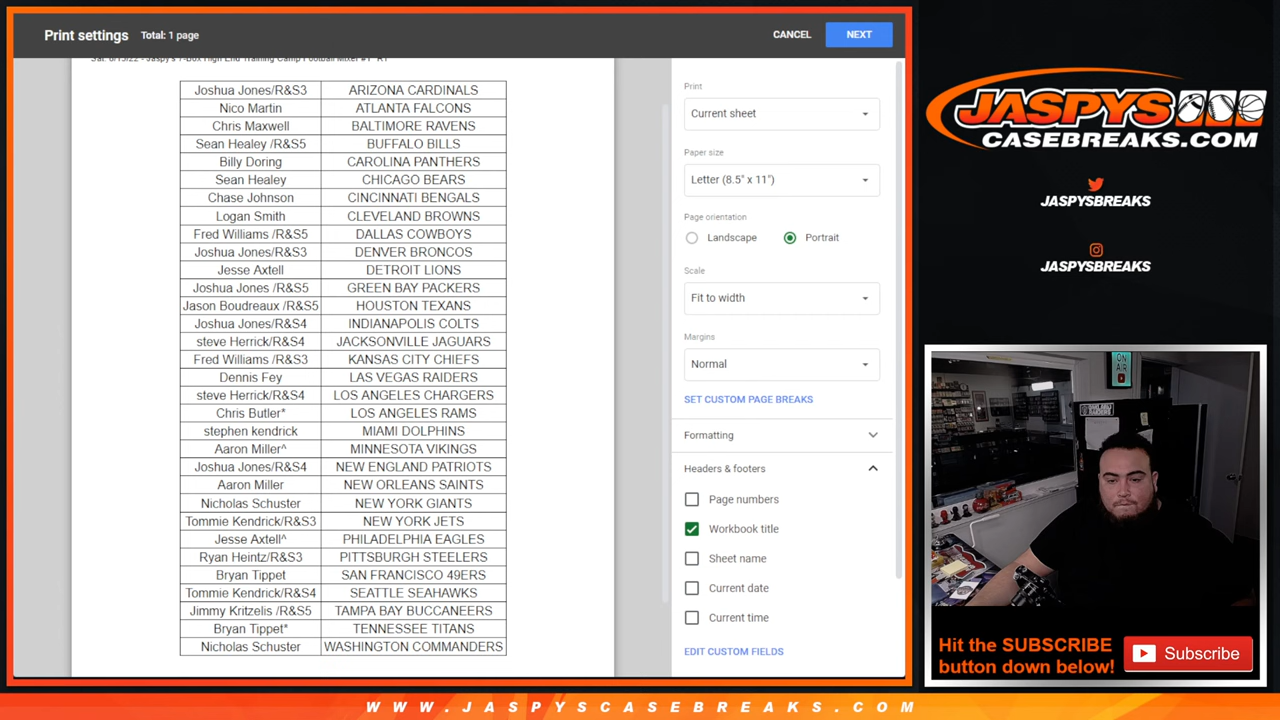 Print settings Total: 1 page CANCEL NEXT
Joshua Jones/R&S3 ARIZONA CARDINALS
Nico Martin ATLANTA FALCONS
Chris Maxwell BALTIMORE RAVENS
Sean Healey /R&S5 BUFFALO BILLS
Billy Doring CAROLINA PANTHERS
Sean Healey CHICAGO BEARS
Chase Johnson CINCINNATI BENGALS
Logan Smith CLEVELAND BROWNS
Fred Williams /R&S5 DALLAS COWBOYS
Joshua Jones/R&S3 DENVER BRONCOS
Jesse Axtell DETROIT LIONS
Joshua Jones /R&S5 GREEN BAY PACKERS
Jason Boudreaux /R&S5 HOUSTON TEXANS
Joshua Jones/R&S4 INDIANAPOLIS COLTS
steve Herrick/R&S4 JACKSONVILLE JAGUARS
Fred Williams /R&S3 KANSAS CITY CHIEFS
Dennis Fey LAS VEGAS RAIDERS
steve Herrick/R&S4 LOS ANGELES CHARGERS
Chris Butler* LOS ANGELES RAMS
stephen kendrick MIAMI DOLPHINS
Aaron Miller^ MINNESOTA VIKINGS
Joshua Jones/R&S4 NEW ENGLAND PATRIOTS
Aaron Miller NEW ORLEANS SAINTS
Nicholas Schuster NEW YORK GIANTS
Tommie Kendrick/R&S3 NEW YORK JETS
Jesse Axtell^ PHILADELPHIA EAGLES
Ryan Heintz/R&S3 PITTSBURGH STEELERS
Bryan Tippet SAN FRANCISCO 49ERS
Tommie Kendrick/R&S4 SEATTLE SEAHAWKS
Jimmy Kritzelis /R&S5 TAMPA BAY BUCCANEERS
Bryan Tippet* TENNESSEE TITANS
Nicholas Schuster WASHINGTON COMMANDERS
Print
Current sheet
Paper size
Letter (8.5" x 11")
Page orientation
Landscape Portrait
Scale
Fit to width
Margins
Normal
SET CUSTOM PAGE BREAKS
Formatting
Headers & footers
Page numbers
Workbook title
Sheet name
Current date
Current time
EDIT CUSTOM FIELDS
JASPYS
CASEBREAKS.COM
JASPYSBREAKS
JASPYSBREAKS
ON
AIR
Hit the SUBSCRIBE
button down below!
Subscribe
WWW.JASPYSCASEBREAKS.COM